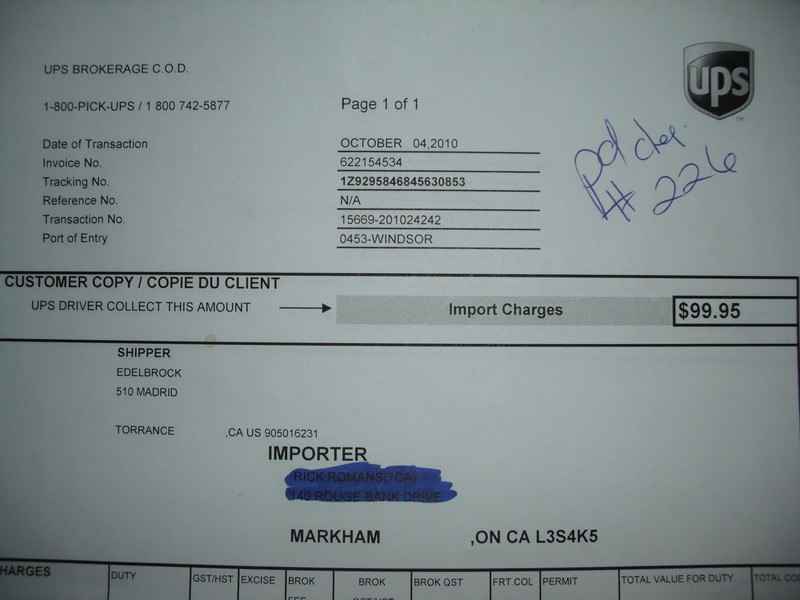 UPS BROKERAGE C.O.D.
ups
1-800-PICK-UPS / 1 800 742-5877
Page 1 of 1
Date of Transaction OCTOBER 04,2010
Invoice No. 622154534
Tracking No. 1Z9295846845630853
Reference No. N/A
Transaction No. 15669-201024242
Port of Entry 0453-WINDSOR
pd chq.
# 226
CUSTOMER COPY / COPIE DU CLIENT
UPS DRIVER COLLECT THIS AMOUNT Import Charges $99.95
SHIPPER
EDELBROCK
510 MADRID
TORRANCE ,CA US 905016231
IMPORTER
MARKHAM ,ON CA L3S4K5
HARGES DUTY GST/HST EXCISE BROK BROK BROK QST FRT.COL PERMIT TOTAL VALUE FOR DUTY TOTAL